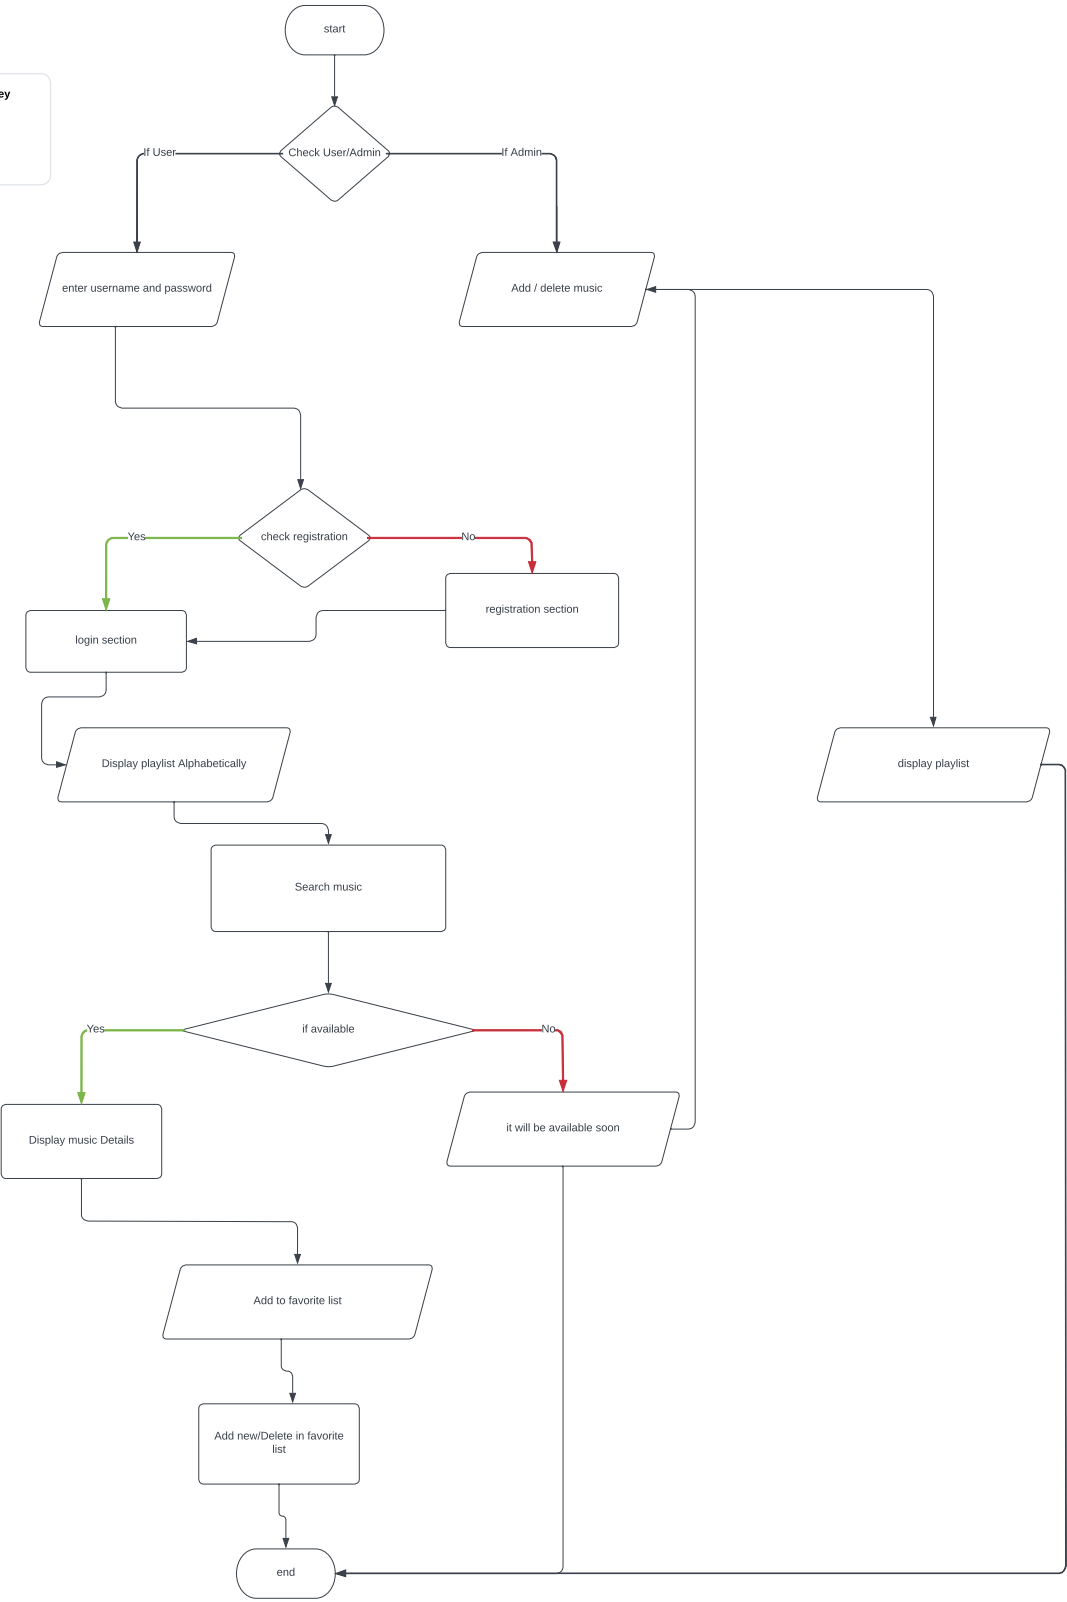 start
ey
Check User/Admin
If User
If Admin
enter username and password
Add / delete music
check registration
Yes
No
registration section
login section
Display playlist Alphabetically
display playlist
Search music
if available
Yes
No
it will be available soon
Display music Details
Add to favorite list
Add new/Delete in favorite
list
end